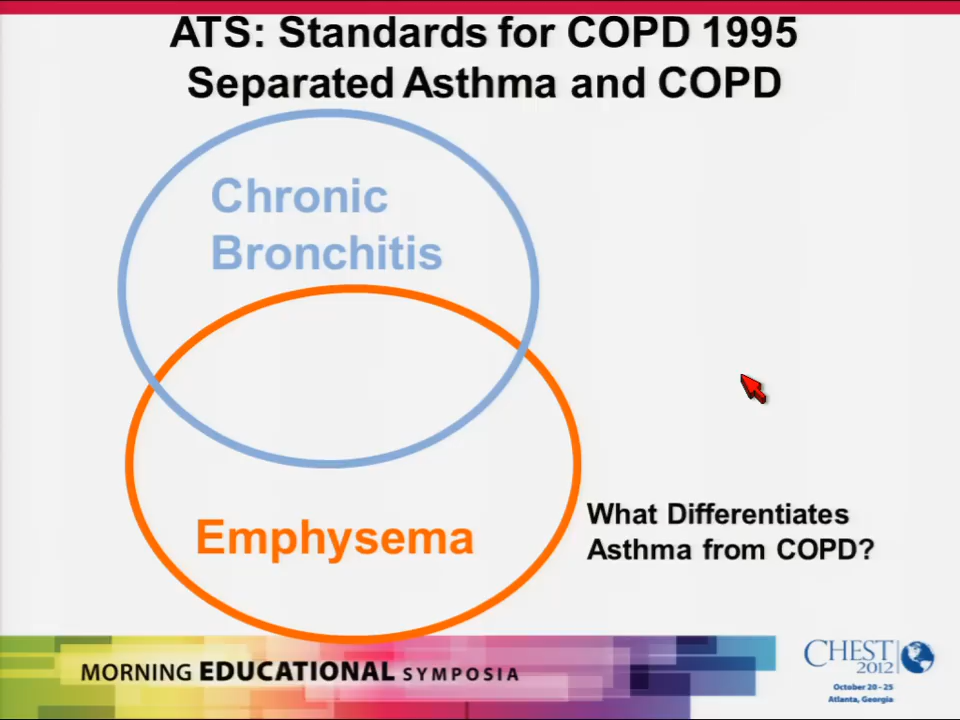 ATS: Standards for COPD 1995
Separated Asthma and COPD
Chronic
Bronchitis
Emphysema
What Differentiates
Asthma from COPD?
MORNING EDUCATIONAL SYMPOSIA
CHEST
2012
October 20-25
Atlanta, Georgia